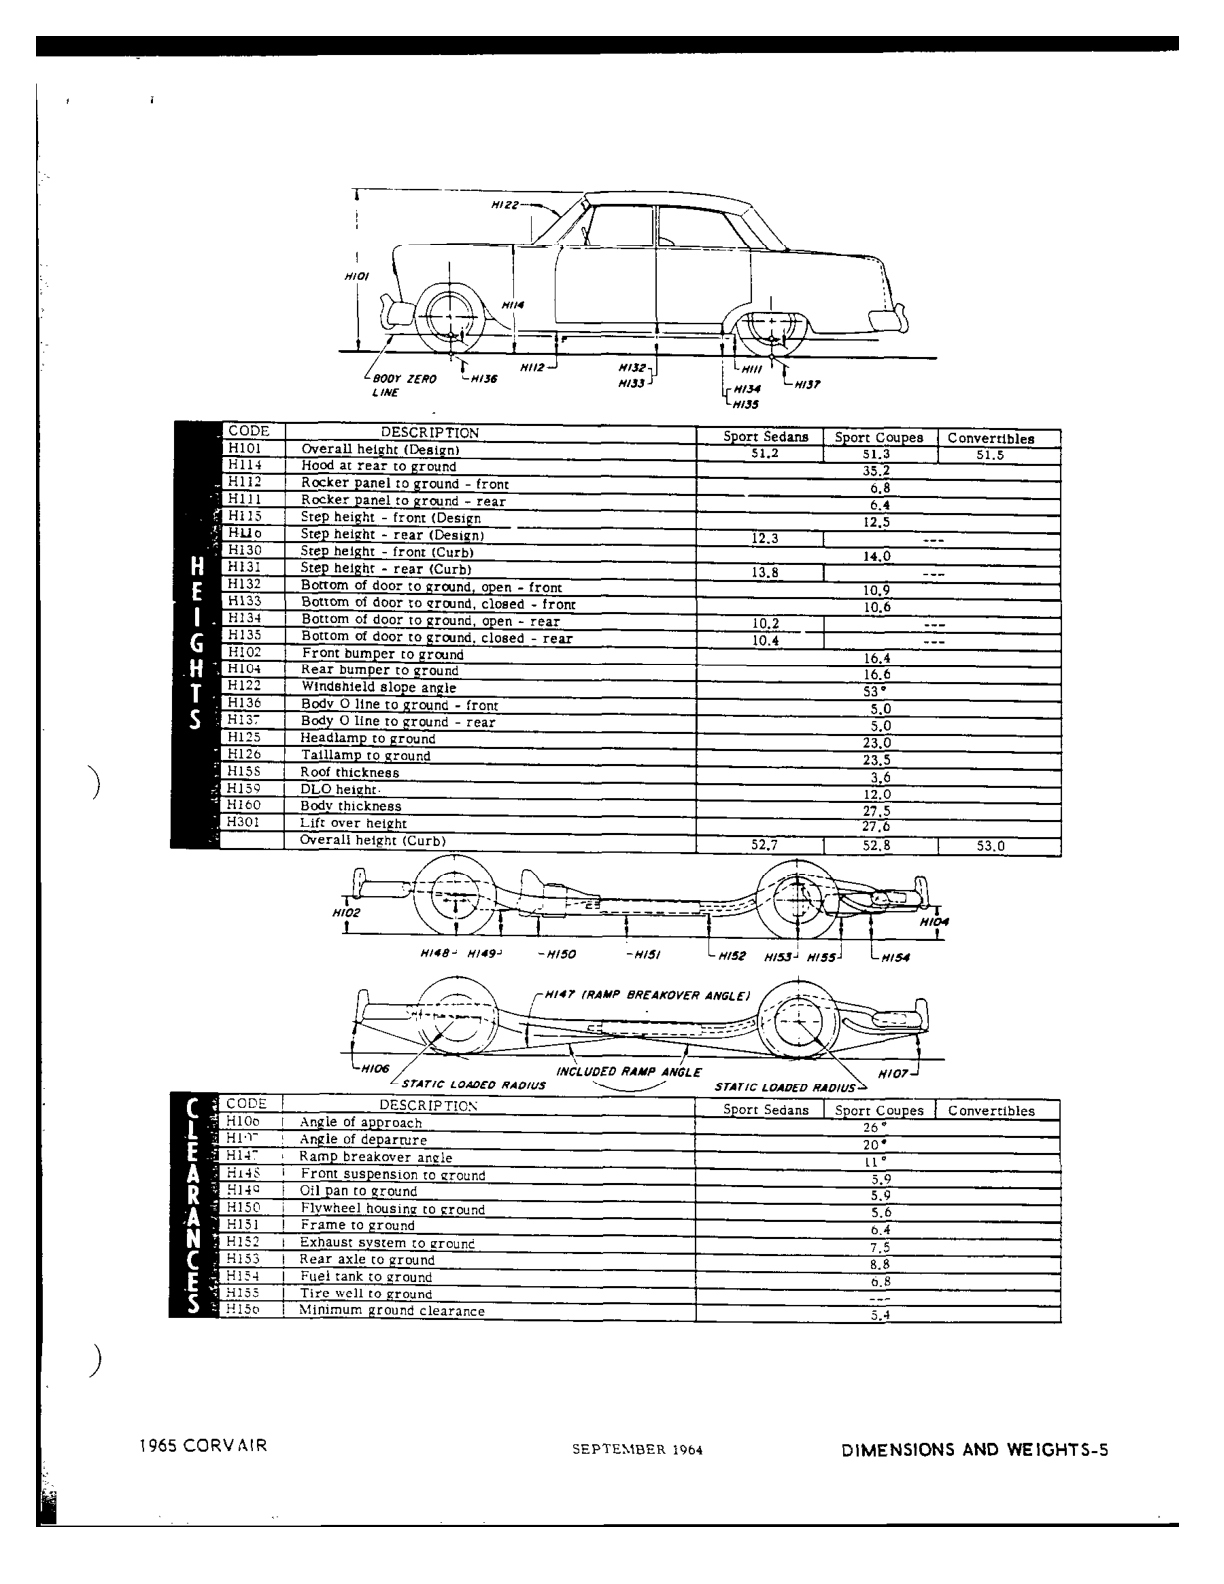 H122
H101
H114
H112
H132
H133
H111
H134
H135
H137
H136
BODY ZERO
LINE
HEIGHTS
CODE DESCRIPTION Sport Sedans Sport Coupes Convertibles
H101 Overall height (Design) 51.2 51.3 51.5
H114 Hood at rear to ground 35.2
H112 Rocker panel to ground - front 6.8
H111 Rocker panel to ground - rear 6.4
H115 Step height - front (Design 12.5
H116 Step height - rear (Design) 12.3 ---
H130 Step height - front (Curb) 14.0
H131 Step height - rear (Curb) 13.8 ---
H132 Bottom of door to ground, open - front 10.9
H133 Bottom of door to ground, closed - front 10.6
H134 Bottom of door to ground, open - rear 10.2 ---
H135 Bottom of door to ground, closed - rear 10.4 ---
H102 Front bumper to ground 16.4
H104 Rear bumper to ground 16.6
H122 Windshield slope angle 53°
H136 Body O line to ground - front 5.0
H137 Body O line to ground - rear 5.0
H125 Headlamp to ground 23.0
H126 Taillamp to ground 23.5
H158 Roof thickness 3.6
H159 DLO height 12.0
H160 Body thickness 27.5
H301 Lift over height 27.6
Overall height (Curb) 52.7 52.8 53.0
H102
H104
H148 H149 H150 H151 H152 H153 H155 H154
H147 (RAMP BREAKOVER ANGLE)
H106
INCLUDED RAMP ANGLE
H107
STATIC LOADED RADIUS
STATIC LOADED RADIUS
CLEARANCES
CODE DESCRIPTION Sport Sedans Sport Coupes Convertibles
H106 Angle of approach 26°
H107 Angle of departure 20°
H147 Ramp breakover angle 11°
H148 Front suspension to ground 5.9
H149 Oil pan to ground 5.9
H150 Flywheel housing to ground 5.6
H151 Frame to ground 6.4
H152 Exhaust system to ground 7.5
H153 Rear axle to ground 8.8
H154 Fuel tank to ground 6.8
H155 Tire well to ground ---
H156 Minimum ground clearance 5.4
1965 CORVAIR SEPTEMBER 1964 DIMENSIONS AND WEIGHTS-5